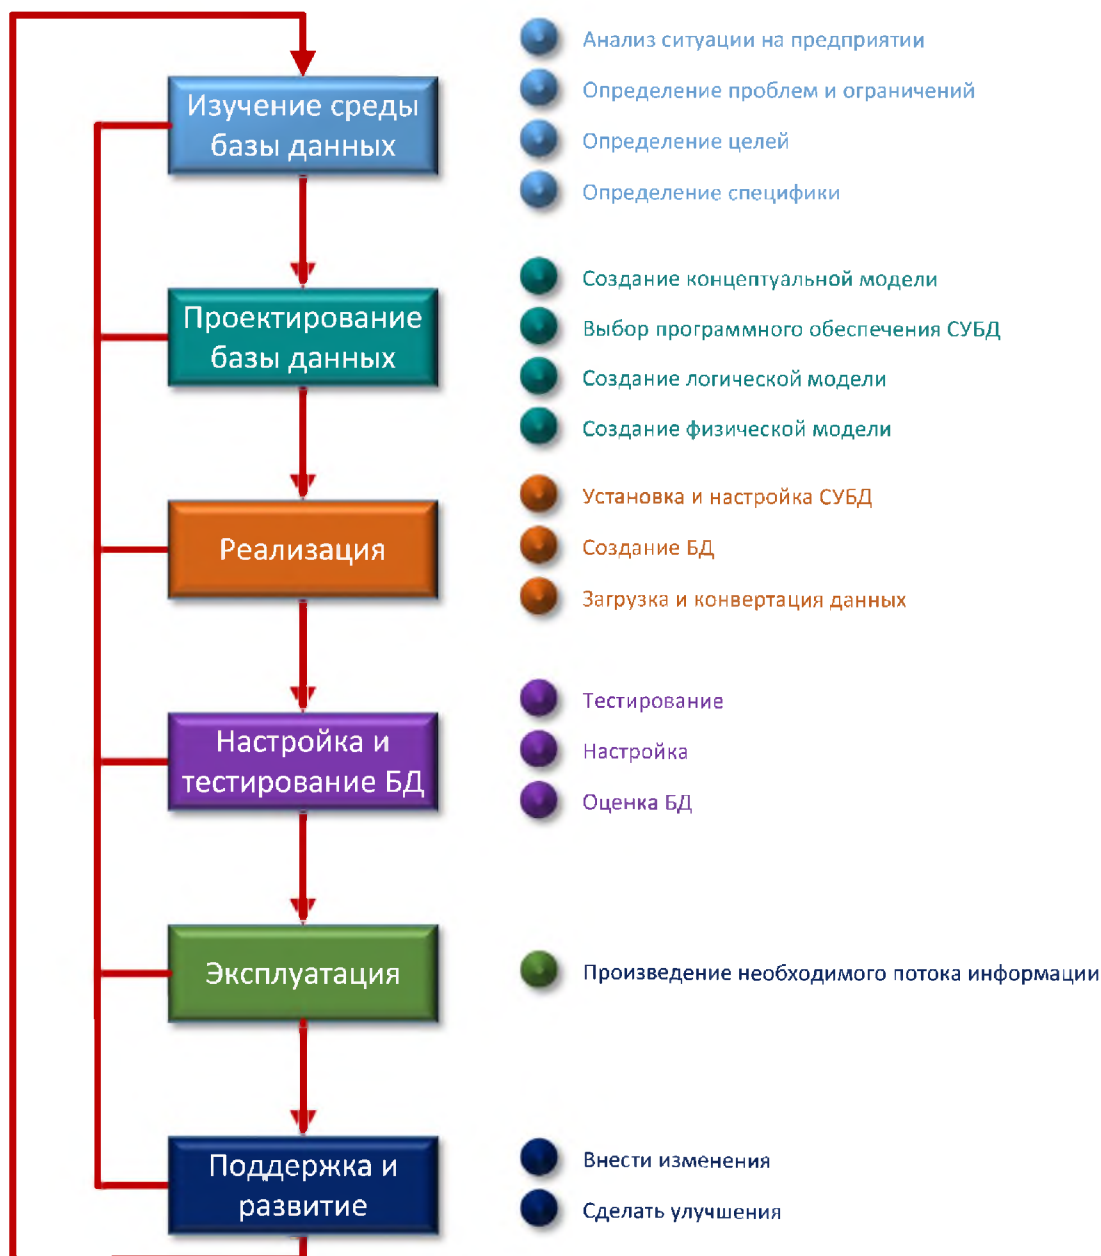 Изучение среды
базы данных
Анализ ситуации на предприятии
Определение проблем и ограничений
Определение целей
Определение специфики
Проектирование
базы данных
Создание концептуальной модели
Выбор программного обеспечения СУБД
Создание логической модели
Создание физической модели
Реализация
Установка и настройка СУБД
Создание БД
Загрузка и конвертация данных
Настройка и
тестирование БД
Тестирование
Настройка
Оценка БД
Эксплуатация
Произведение необходимого потока информации
Поддержка и
развитие
Внести изменения
Сделать улучшения